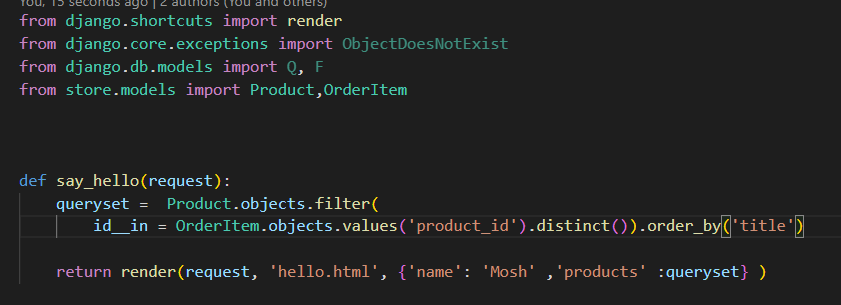 You, 15 seconds ago | 2 authors (You and others)
from django.shortcuts import render
from django.core.exceptions import ObjectDoesNotExist
from django.db.models import Q, F
from store.models import Product,OrderItem
def say_hello(request):
    queryset =  Product.objects.filter(
        id__in = OrderItem.objects.values('product_id').distinct()).order_by('title')
    return render(request, 'hello.html', {'name': 'Mosh' ,'products' :queryset} )